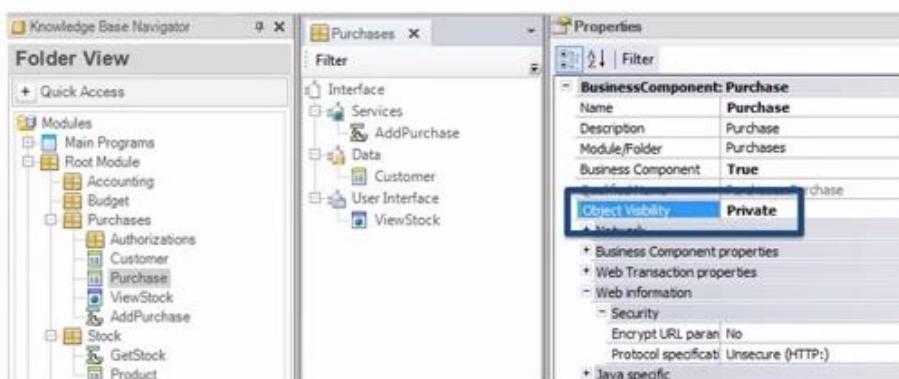 Knowledge Base Navigator
Folder View
+ Quick Access
Modules
Main Programs
Root Module
Accounting
Budget
Purchases
Authorizations
Customer
Purchase
ViewStock
AddPurchase
Stock
GetStock
Product
Purchases
Filter
Interface
Services
AddPurchase
Data
Customer
User Interface
ViewStock
Properties
Filter
BusinessComponent: Purchase
Name Purchase
Description Purchase
Module/Folder Purchases
Business Component True
Object Visibility Private
Network
Business Component properties
Web Transaction properties
Web information
Security
Encrypt URL param No
Protocol specificati Unsecure (HTTP:)
Java specific